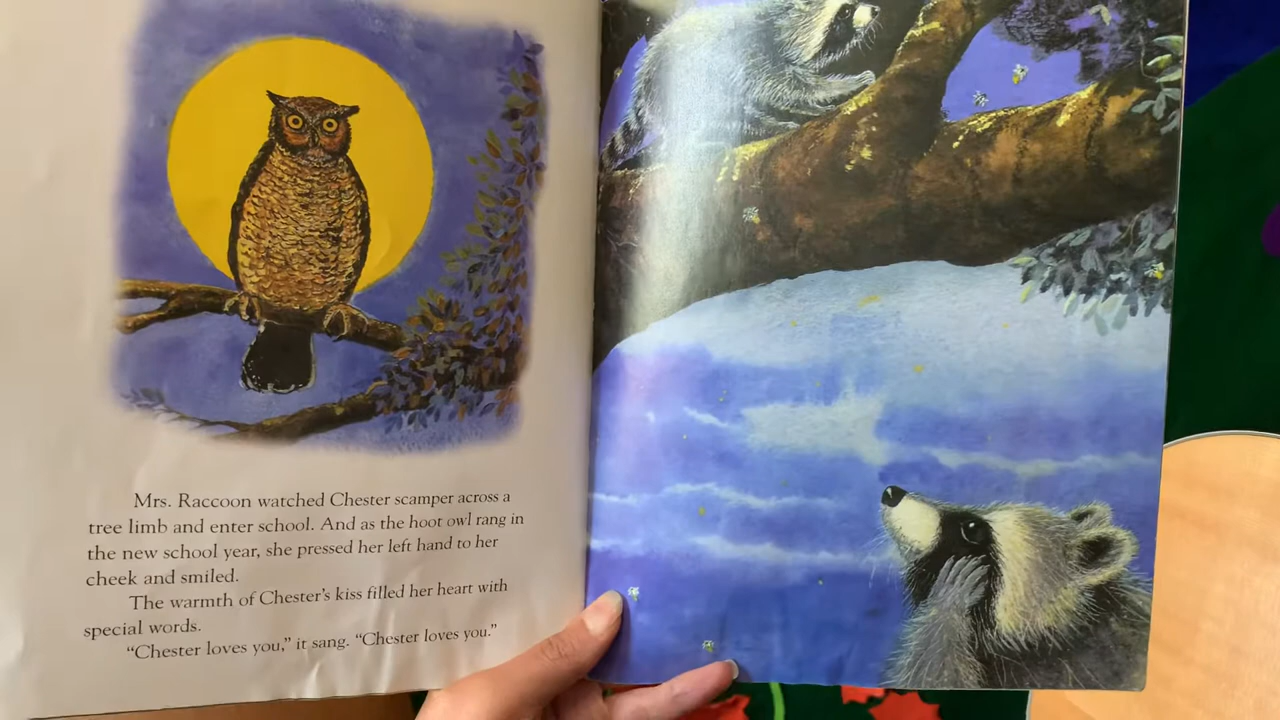 Mrs. Raccoon watched Chester scamper across a
tree limb and enter school. And as the hoot owl rang in
the new school year, she pressed her left hand to her
cheek and smiled.
The warmth of Chester's kiss filled her heart with
special words.
"Chester loves you," it sang. "Chester loves you."